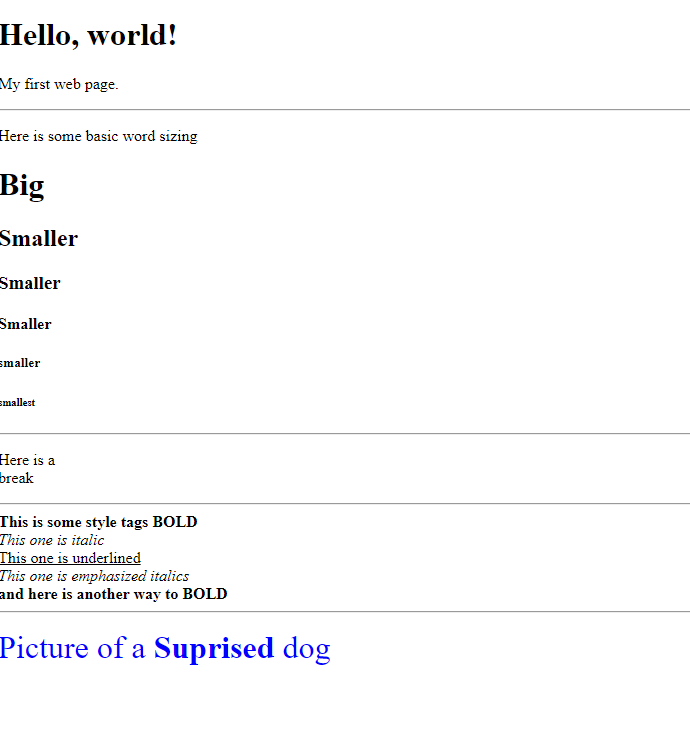 Hello, world!
My first web page.
Here is some basic word sizing
Big
Smaller
Smaller
Smaller
smaller
smallest
Here is a
break
This is some style tags BOLD
This one is italic
This one is underlined
This one is emphasized italics
and here is another way to BOLD
Picture of a Suprised dog